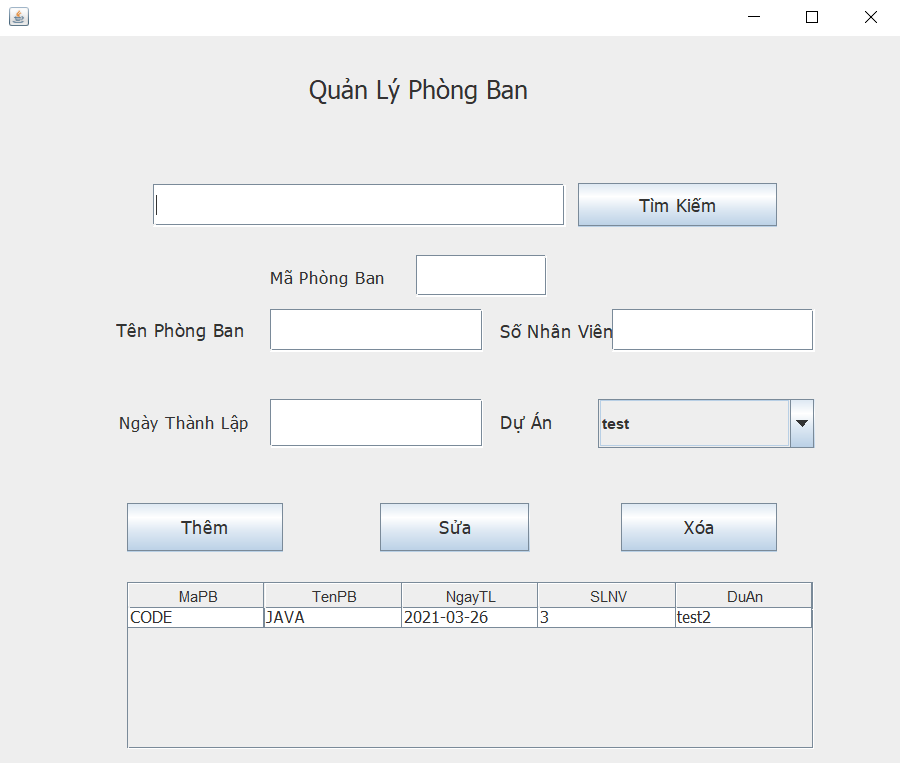 Quản Lý Phòng Ban
Tìm Kiếm
Mã Phòng Ban
Tên Phòng Ban Số Nhân Viên
Ngày Thành Lập Dự Án test
Thêm Sửa Xóa
MaPB TenPB NgayTL SLNV DuAn
CODE JAVA 2021-03-26 3 test2